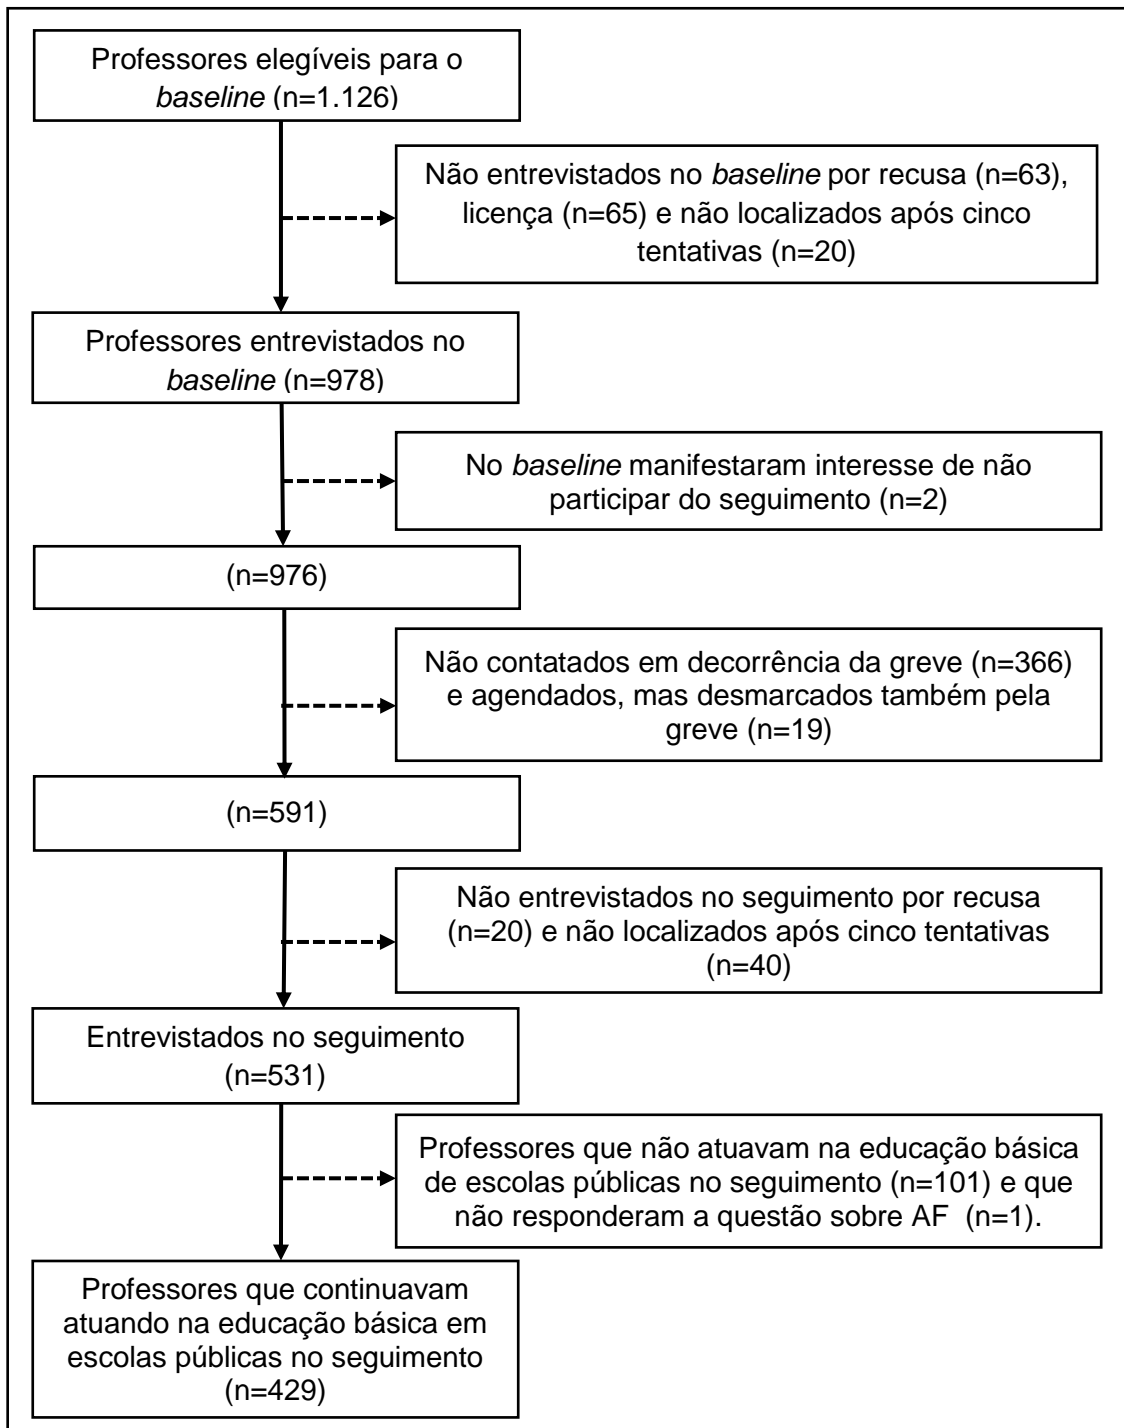 Professores elegíveis para o
baseline (n=1.126)
Não entrevistados no baseline por recusa (n=63),
licença (n=65) e não localizados após cinco
tentativas (n=20)
Professores entrevistados no
baseline (n=978)
No baseline manifestaram interesse de não
participar do seguimento (n=2)
(n=976)
Não contatados em decorrência da greve (n=366)
e agendados, mas desmarcados também pela
greve (n=19)
(n=591)
Não entrevistados no seguimento por recusa
(n=20) e não localizados após cinco tentativas
(n=40)
Entrevistados no seguimento
(n=531)
Professores que não atuavam na educação básica
de escolas públicas no seguimento (n=101) e que
não responderam a questão sobre AF (n=1).
Professores que continuavam
atuando na educação básica em
escolas públicas no seguimento
(n=429)